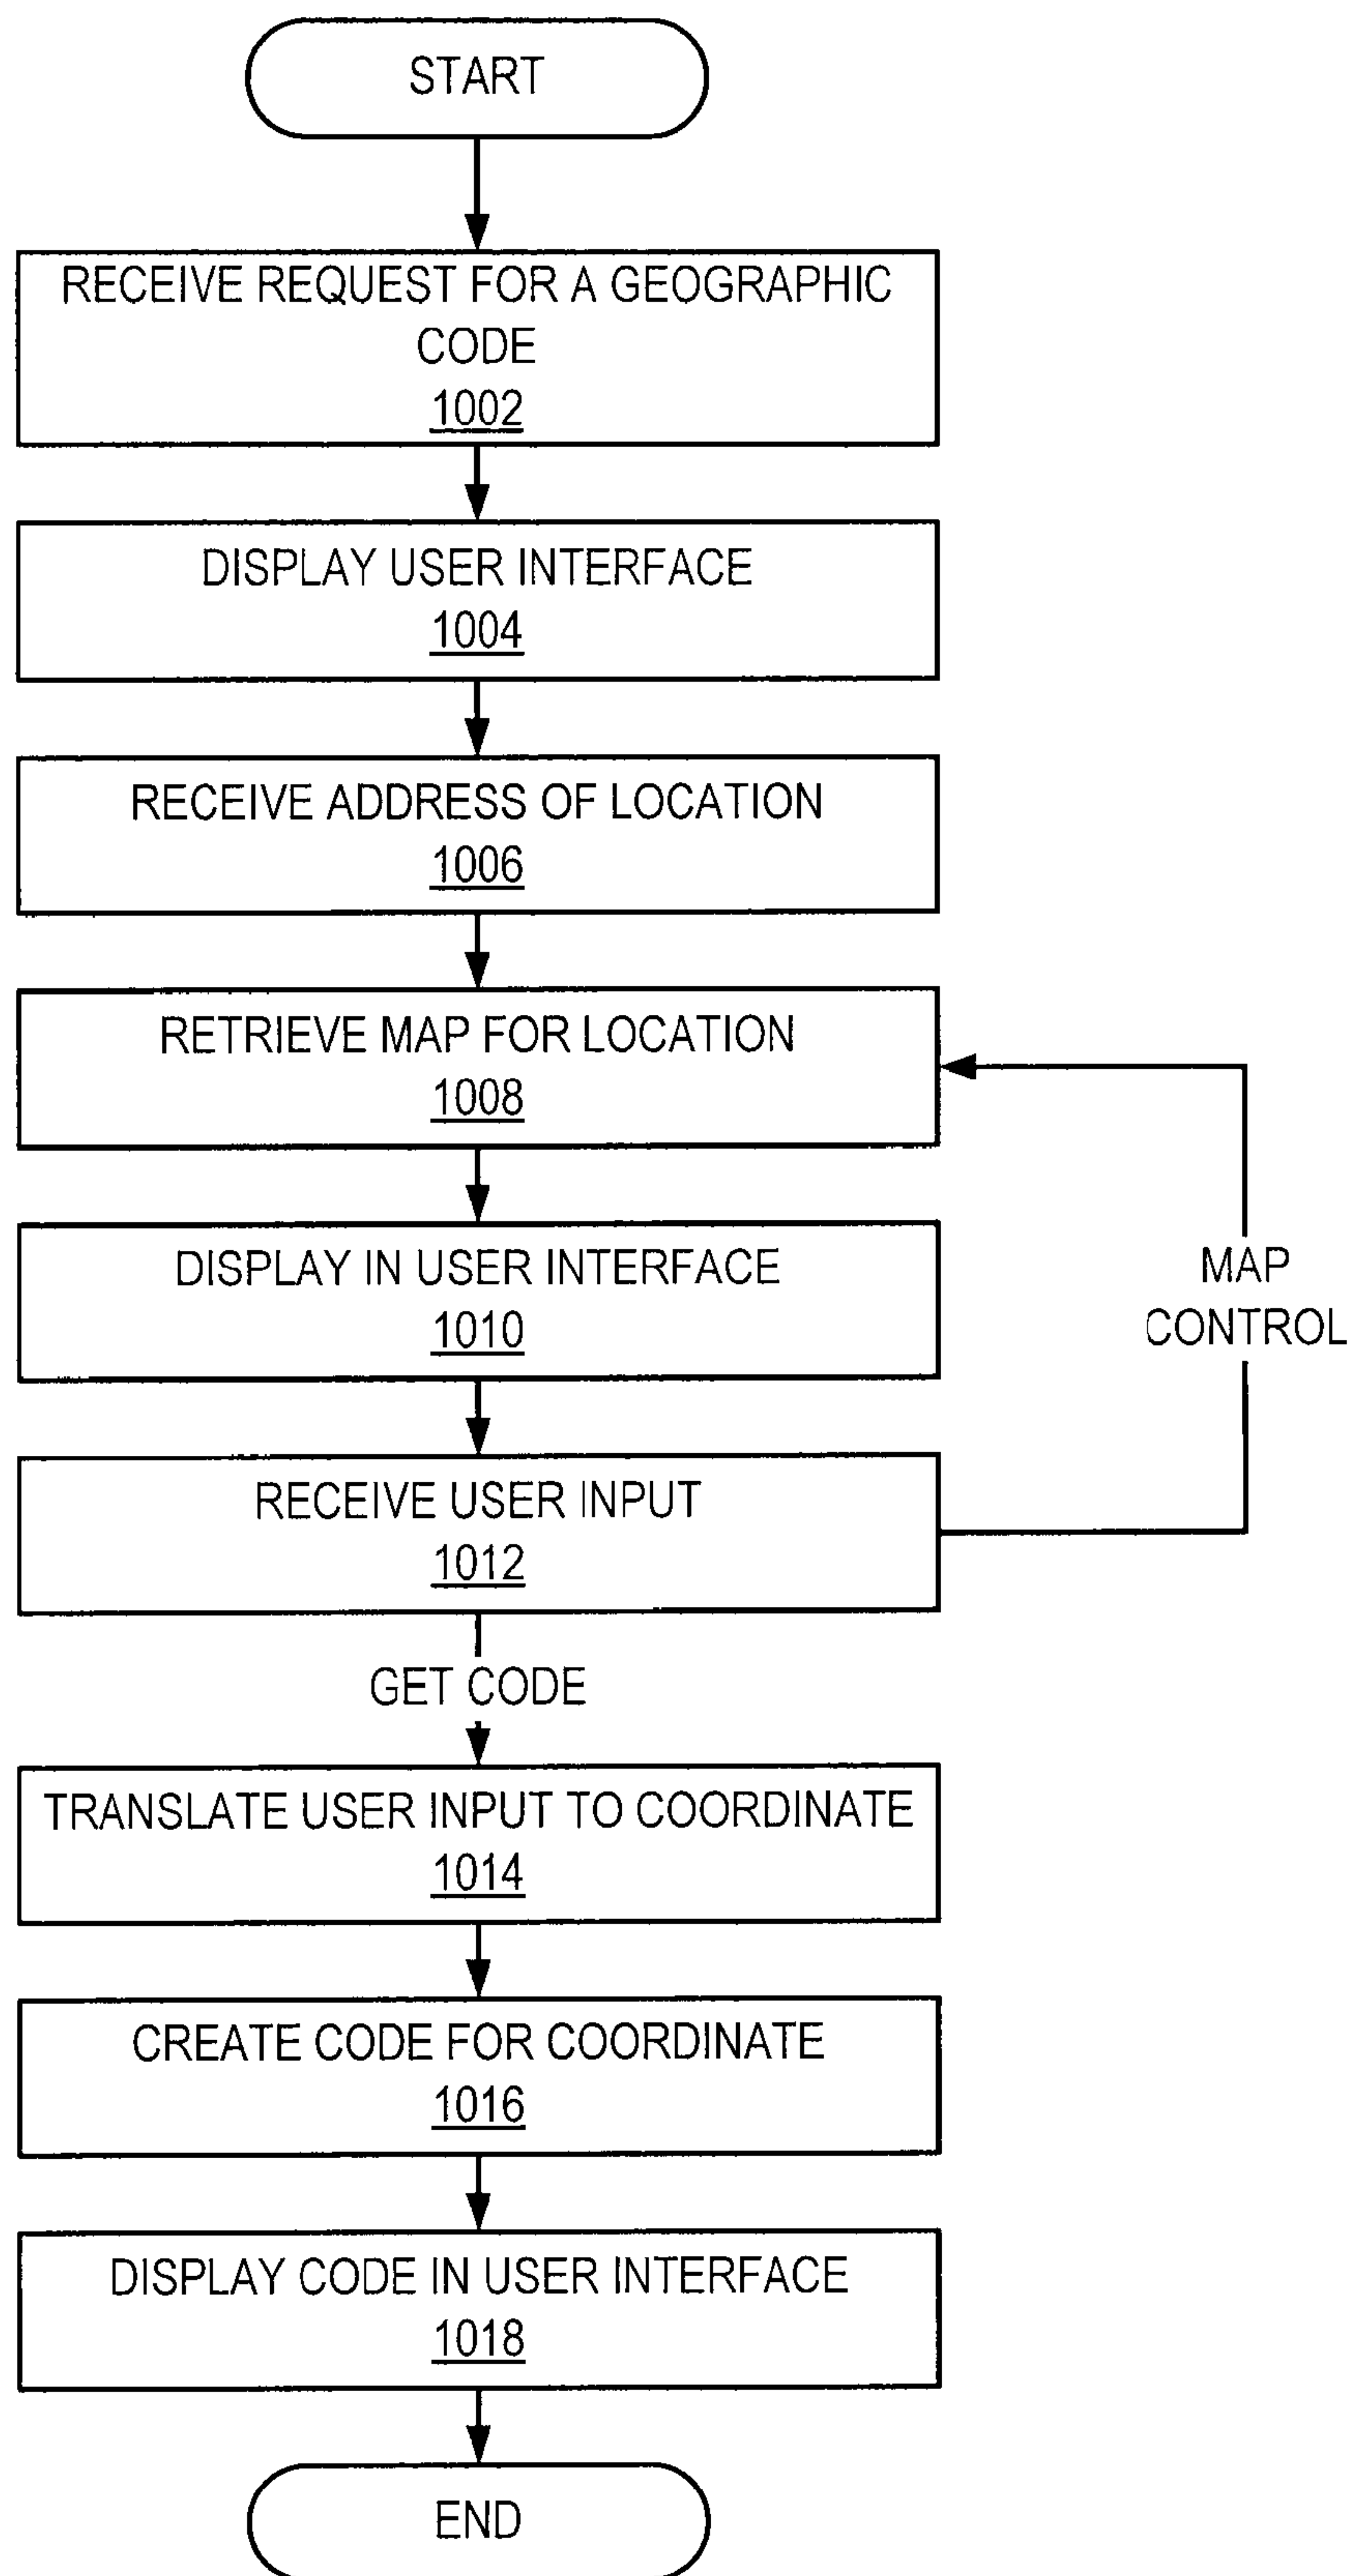 START
RECEIVE REQUEST FOR A GEOGRAPHIC
CODE
1002
DISPLAY USER INTERFACE
1004
RECEIVE ADDRESS OF LOCATION
1006
RETRIEVE MAP FOR LOCATION
1008
DISPLAY IN USER INTERFACE
1010
MAP
CONTROL
RECEIVE USER INPUT
1012
GET CODE
TRANSLATE USER INPUT TO COORDINATE
1014
CREATE CODE FOR COORDINATE
1016
DISPLAY CODE IN USER INTERFACE
1018
END